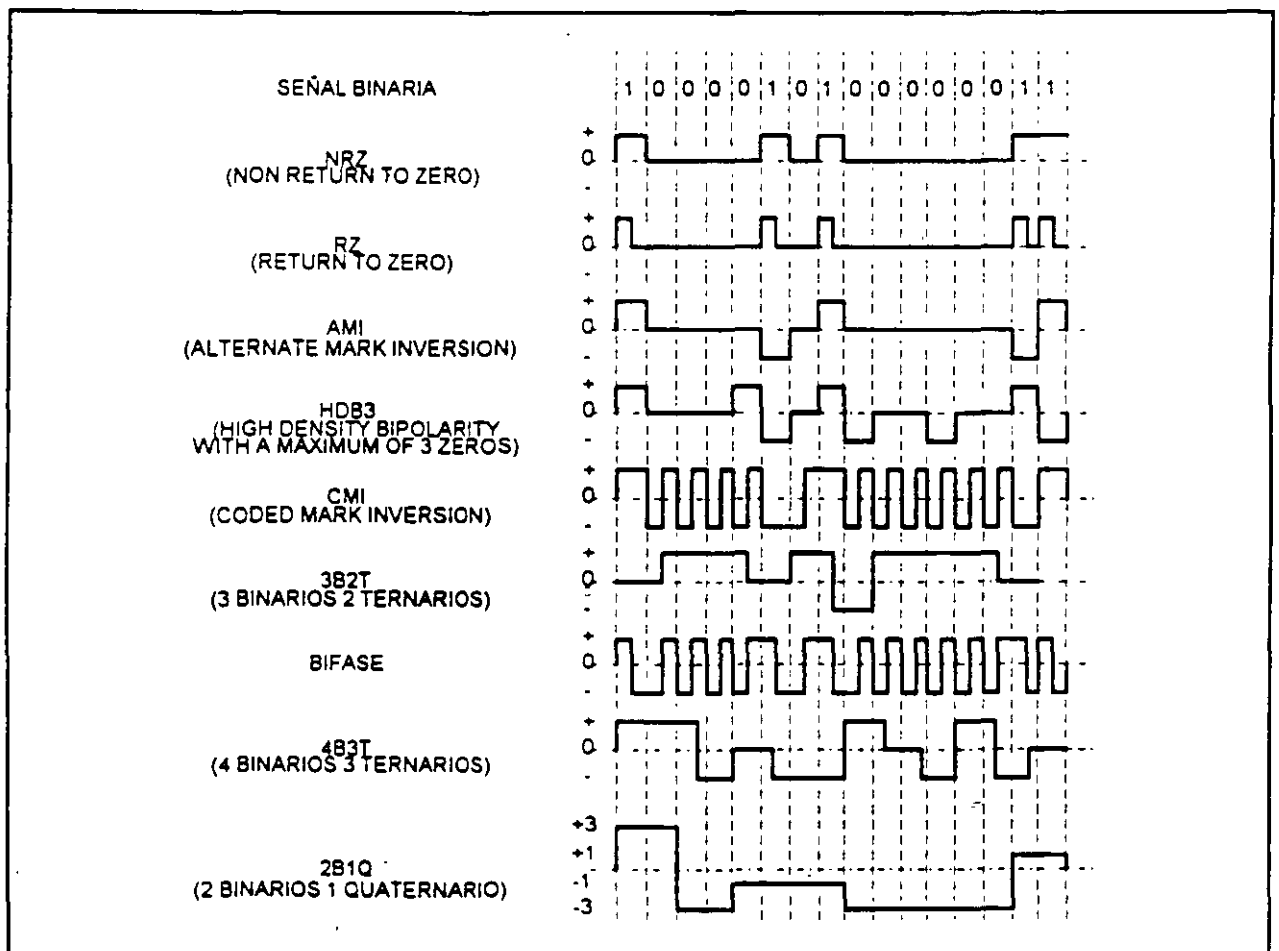 SEÑAL BINARIA 1 0 0 0 0 1 0 1 0 0 0 0 0 0 1 1
+
NRZ 0
(NON RETURN TO ZERO) -
+
RZ 0
(RETURN TO ZERO) -
+
AMI 0
(ALTERNATE MARK INVERSION) -
+
HDB3 0
(HIGH DENSITY BIPOLARITY -
WITH A MAXIMUM OF 3 ZEROS)
+
CMI 0
(CODED MARK INVERSION) -
+
3B2T 0
(3 BINARIOS 2 TERNARIOS) -
+
BIFASE 0
-
+
4B3T 0
(4 BINARIOS 3 TERNARIOS) -
+3
+1
2B1Q -1
(2 BINARIOS 1 QUATERNARIO) -3